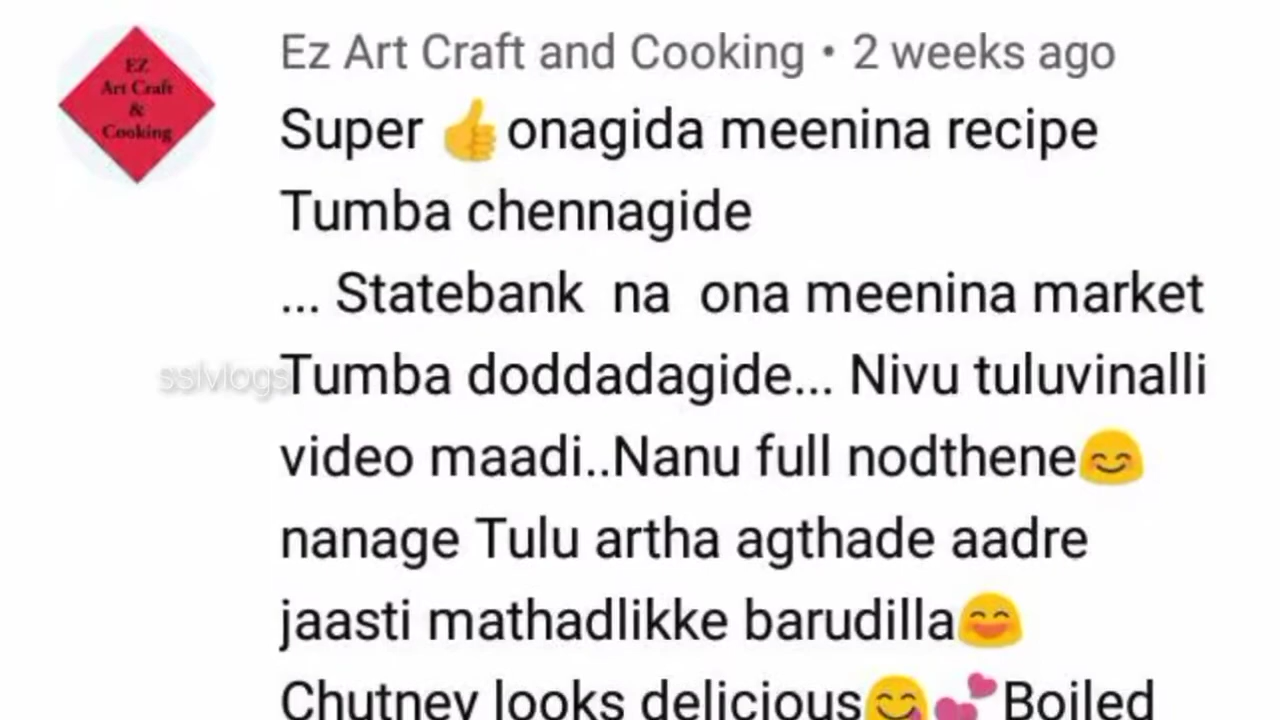 EZ
Art Craft
&
Cooking
Ez Art Craft and Cooking • 2 weeks ago
Super 👍onagida meenina recipe
Tumba chennagide
... Statebank na ona meenina market
sslvlogs
Tumba doddadagide... Nivu tuluvinalli
video maadi..Nanu full nodthene😊
nanage Tulu artha agthade aadre
jaasti mathadlikke barudilla😄
Chutney looks delicious😋💕Boiled